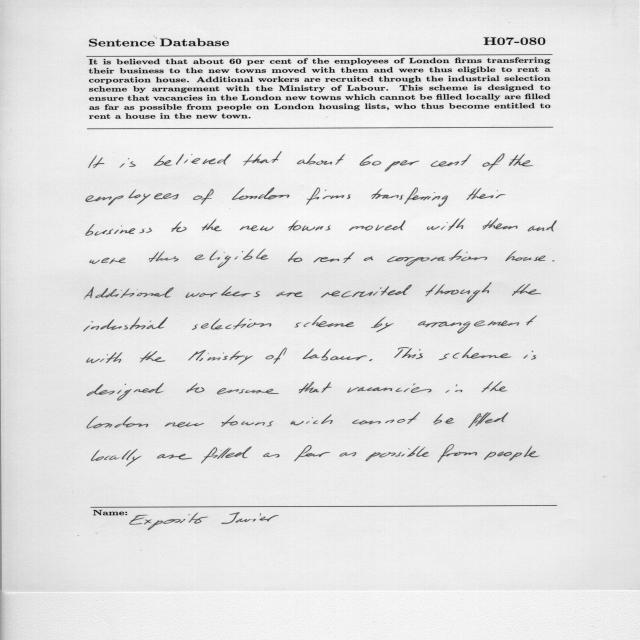 Sentence Database H07-080
It is believed that about 60 per cent of the employees of London firms transferring
their business to the new towns moved with them and were thus eligible to rent a
corporation house. Additional workers are recruited through the industrial selection
scheme by arrangement with the Ministry of Labour. This scheme is designed to
ensure that vacancies in the London new towns which cannot be filled locally are filled
as far as possible from people on London housing lists, who thus become entitled to
rent a house in the new town.
It is believed that about 60 per cent of the
employees of London firms transferring their
business to the new towns moved with them and
were thus eligible to rent a corporation house.
Additional workers are recruited through the
industrial selection scheme by arrangement
with the Ministry of Labour. This scheme is
designed to ensure that vacancies in the
London new towns wich cannot be filled
locally are filled as far as possible from people
Name: Exposito Javier